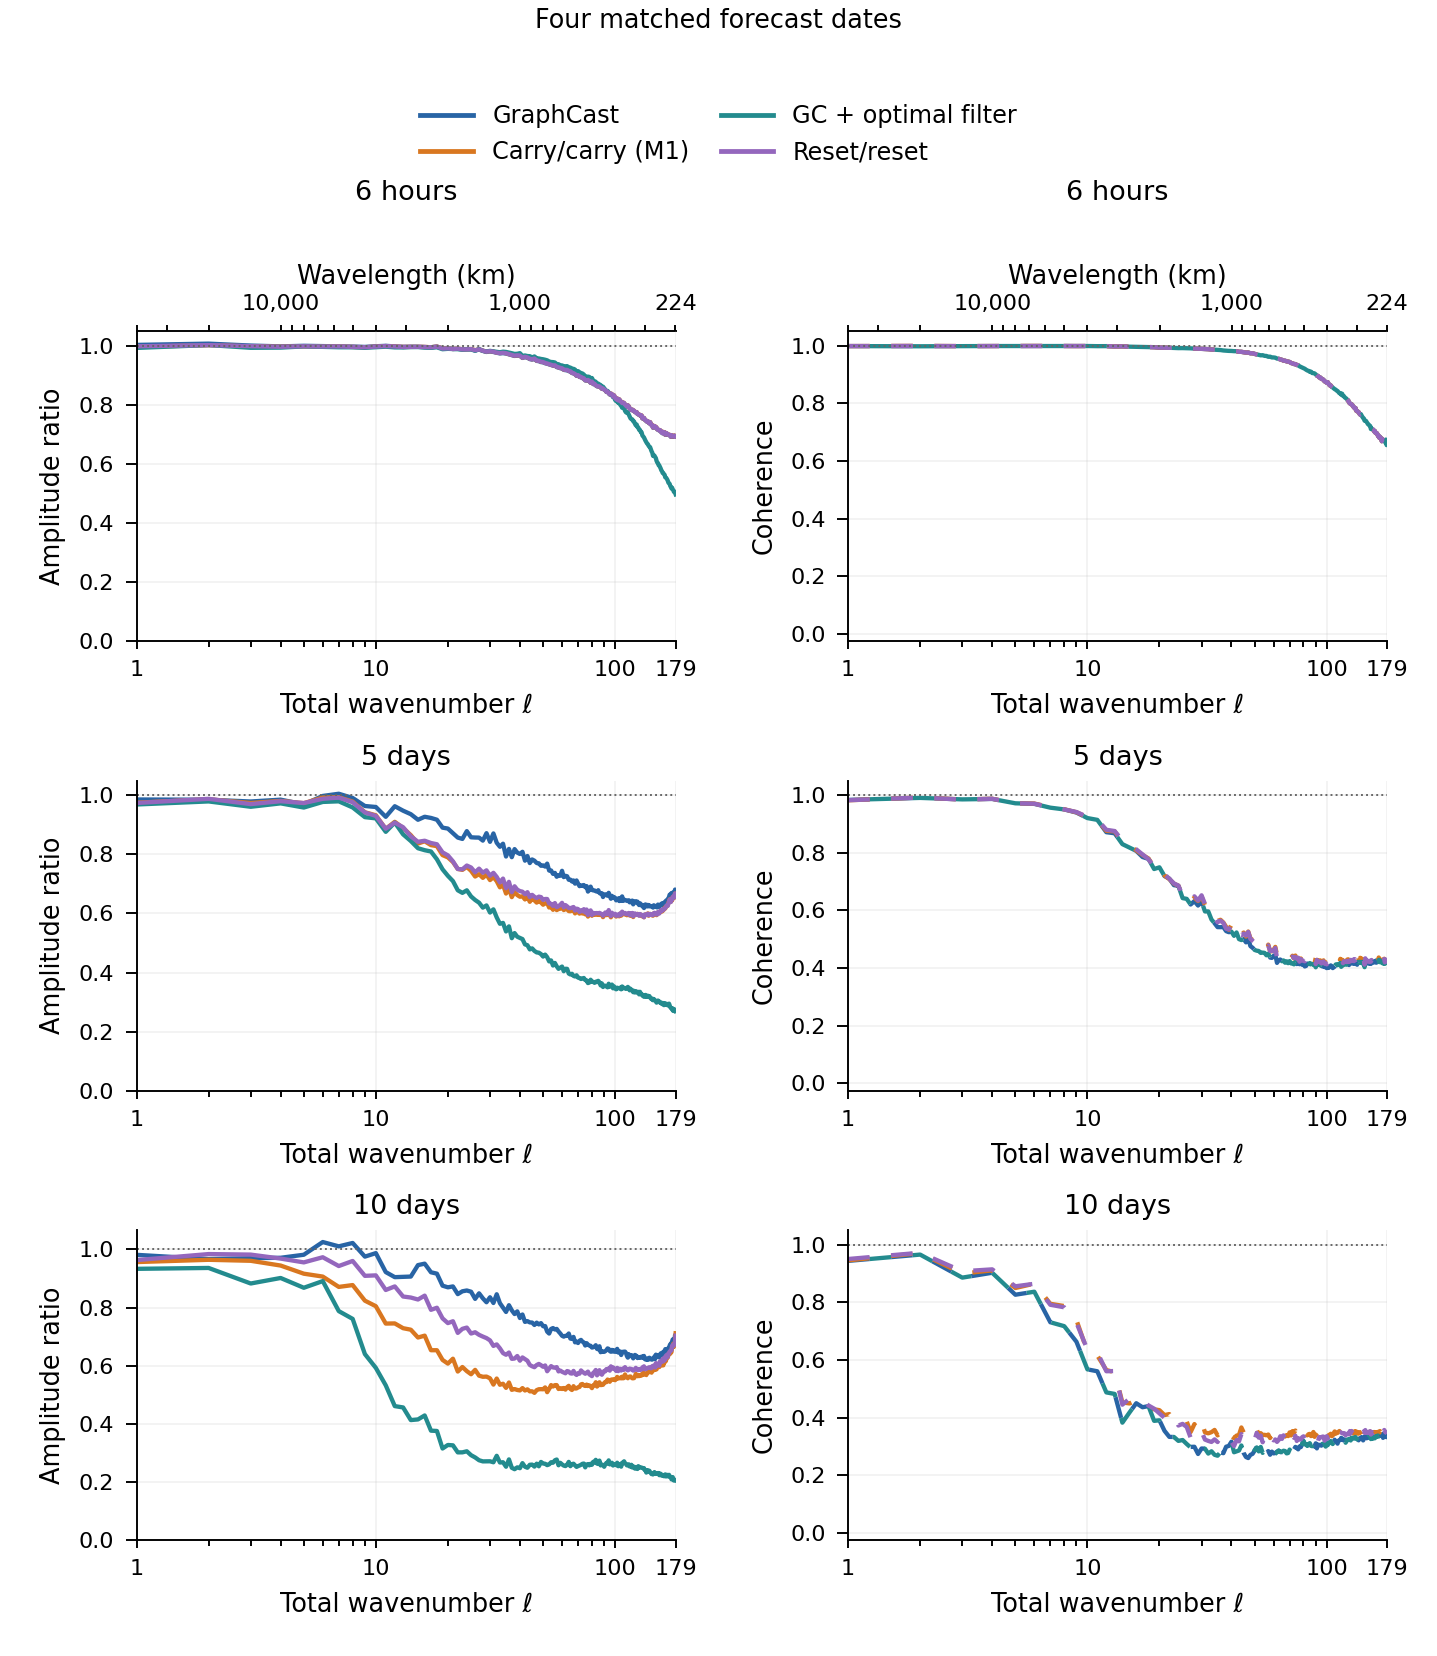 Four matched forecast dates
GraphCast
GC + optimal filter
Carry/carry (M1)
Reset/reset
6 hours
6 hours
Wavelength (km)
Wavelength (km)
10,000 1,000 224
10,000 1,000 224
Amplitude ratio
1.0
0.8
0.6
0.4
0.2
0.0
1 10 100 179
Total wavenumber ℓ
Coherence
1.0
0.8
0.6
0.4
0.2
0.0
1 10 100 179
Total wavenumber ℓ
5 days
Amplitude ratio
1.0
0.8
0.6
0.4
0.2
0.0
1 10 100 179
Total wavenumber ℓ
5 days
Coherence
1.0
0.8
0.6
0.4
0.2
0.0
1 10 100 179
Total wavenumber ℓ
10 days
Amplitude ratio
1.0
0.8
0.6
0.4
0.2
0.0
1 10 100 179
Total wavenumber ℓ
10 days
Coherence
1.0
0.8
0.6
0.4
0.2
0.0
1 10 100 179
Total wavenumber ℓ